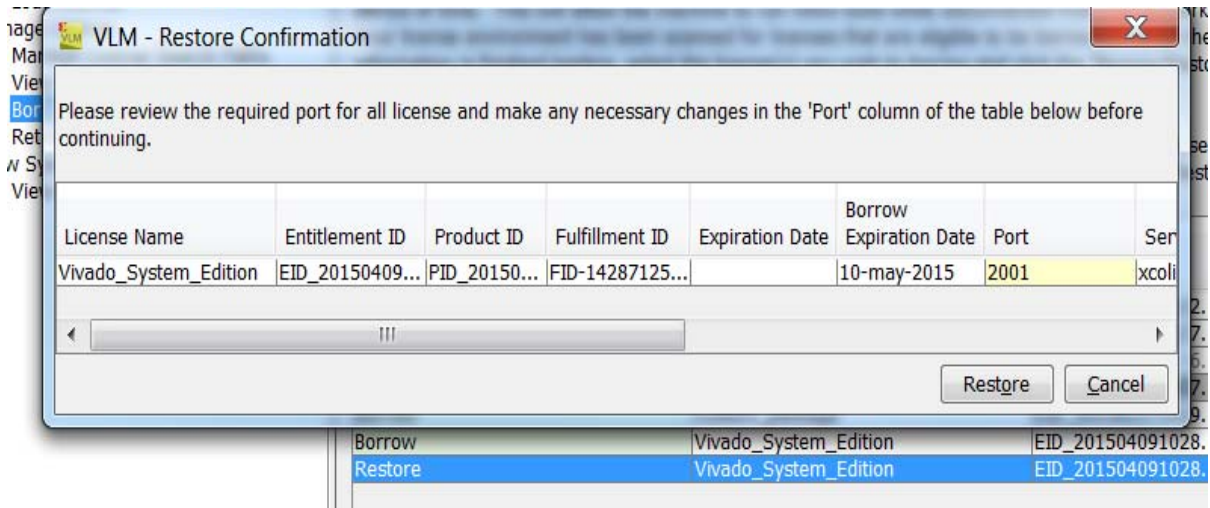 VLM - Restore Confirmation
X
Please review the required port for all license and make any necessary changes in the 'Port' column of the table below before
continuing.
License Name Entitlement ID Product ID Fulfillment ID Expiration Date Borrow Expiration Date Port Ser
Vivado_System_Edition EID_20150409... PID_20150... FID-14287125... 10-may-2015 2001 xcoli
Restore Cancel
Borrow Vivado_System_Edition EID_201504091028.
Restore Vivado_System_Edition EID_201504091028.